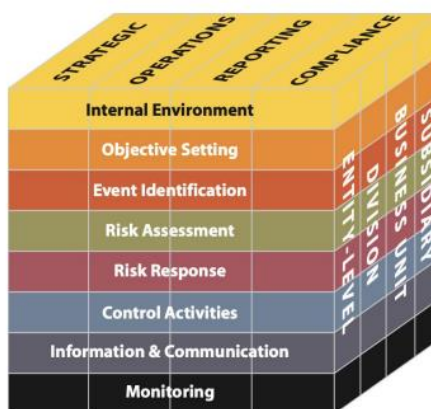 STRATEGIC
OPERATIONS
REPORTING
COMPLIANCE
Internal Environment
Objective Setting
Event Identification
Risk Assessment
Risk Response
Control Activities
Information & Communication
Monitoring
ENTITY-LEVEL
DIVISION
BUSINESS UNIT
SUBSIDIARY